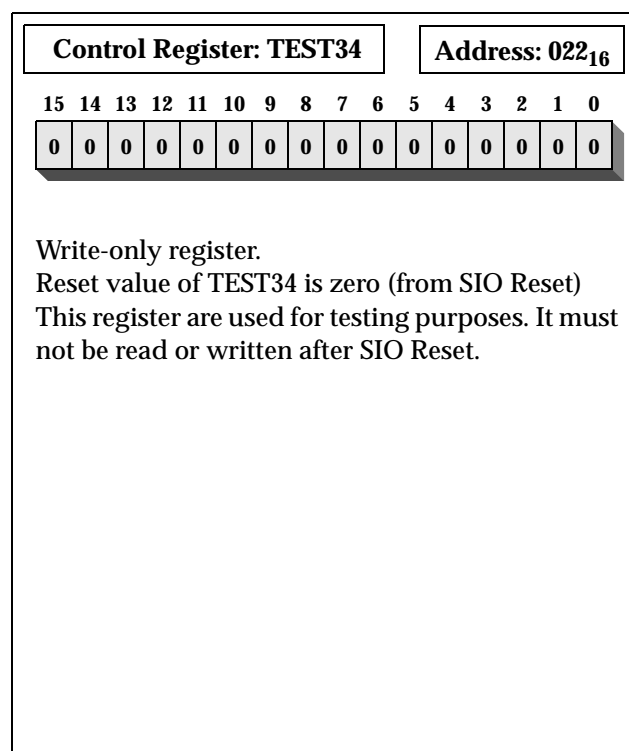 Control Register: TEST34 Address: 022₁₆
15 14 13 12 11 10 9 8 7 6 5 4 3 2 1 0
0 0 0 0 0 0 0 0 0 0 0 0 0 0 0 0
Write-only register.
Reset value of TEST34 is zero (from SIO Reset)
This register are used for testing purposes. It must
not be read or written after SIO Reset.